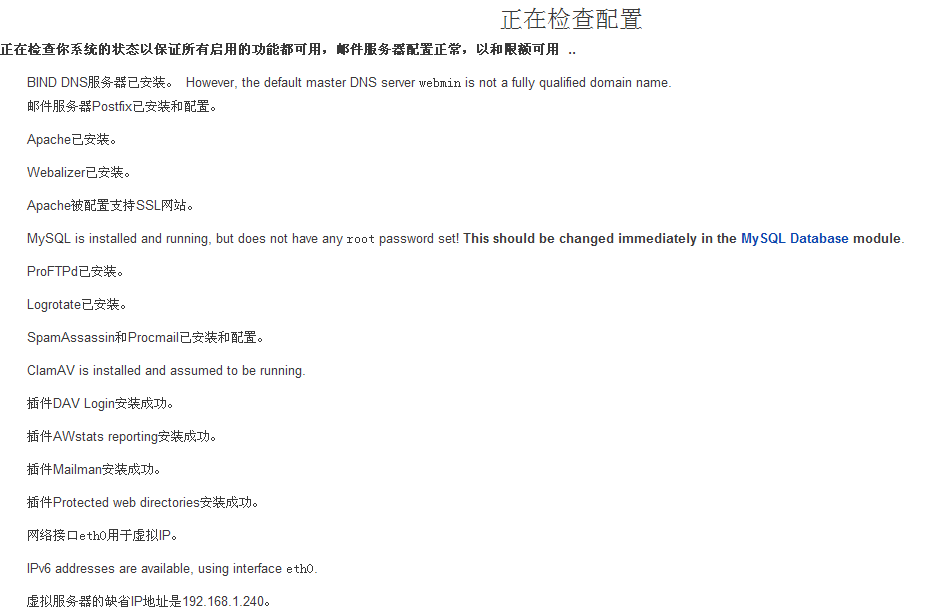 正在检查配置
正在检查你系统的状态以保证所有启用的功能都可用，邮件服务器配置正常，以和限额可用 ..
BIND DNS服务器已安装。 However, the default master DNS server webmin is not a fully qualified domain name.
邮件服务器Postfix已安装和配置。
Apache已安装。
Webalizer已安装。
Apache被配置支持SSL网站。
MySQL is installed and running, but does not have any root password set! This should be changed immediately in the MySQL Database module.
ProFTPd已安装。
Logrotate已安装。
SpamAssassin和Procmail已安装和配置。
ClamAV is installed and assumed to be running.
插件DAV Login安装成功。
插件AWstats reporting安装成功。
插件Mailman安装成功。
插件Protected web directories安装成功。
网络接口eth0用于虚拟IP。
IPv6 addresses are available, using interface eth0.
虚拟服务器的缺省IP地址是192.168.1.240。